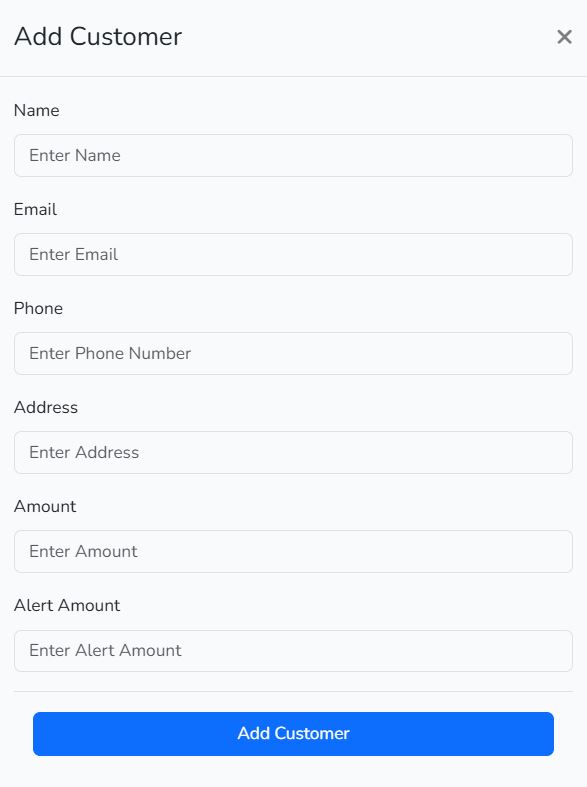 Add Customer
Name
Enter Name
Email
Enter Email
Phone
Enter Phone Number
Address
Enter Address
Amount
Enter Amount
Alert Amount
Enter Alert Amount
Add Customer